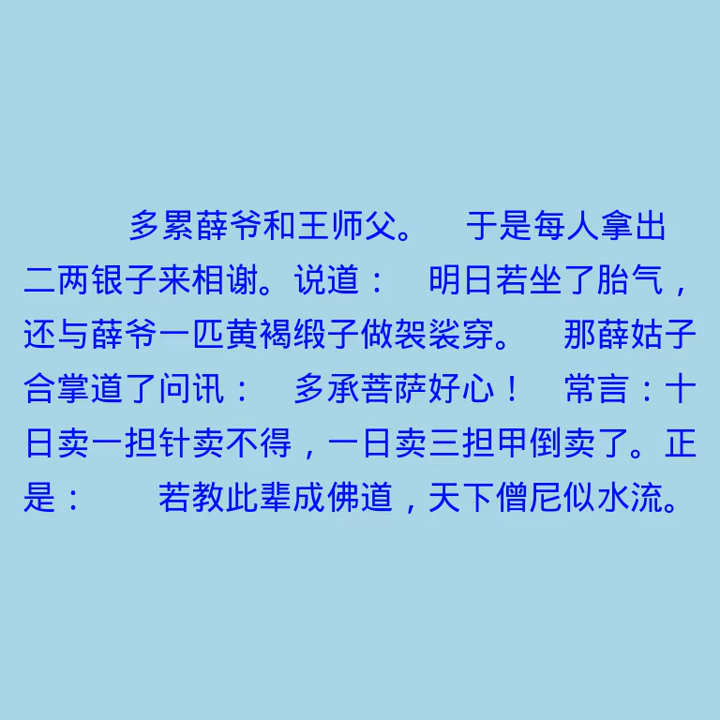 多累薛爷和王师父。　于是每人拿出
二两银子来相谢。说道：　明日若坐了胎气，
还与薛爷一匹黄褐缎子做袈裟穿。　那薛姑子
合掌道了问讯：　多承菩萨好心！　常言：十
日卖一担针卖不得，一日卖三担甲倒卖了。正
是：　　若教此辈成佛道，天下僧尼似水流。